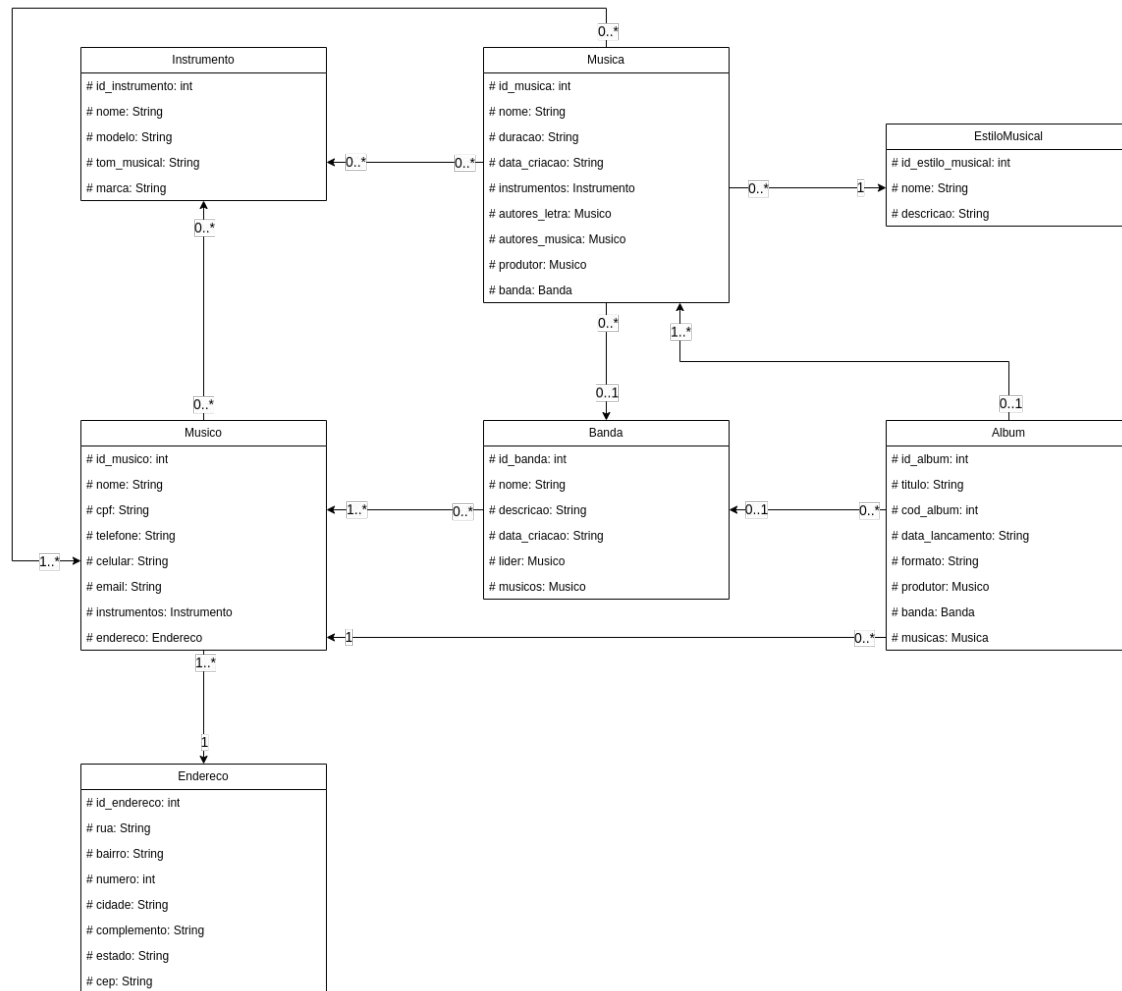 0..*
Instrumento
# id_instrumento: int
# nome: String
# modelo: String
# tom_musical: String
# marca: String
Musica
# id_musica: int
# nome: String
# duracao: String
# data_criacao: String
# instrumentos: Instrumento
# autores_letra: Musico
# autores_musica: Musico
# produtor: Musico
# banda: Banda
EstiloMusical
# id_estilo_musical: int
# nome: String
# descricao: String
0..*
0..*
0..*
1
0..*
0..*
0..*
0..1
1..*
0..1
Musico
# id_musico: int
# nome: String
# cpf: String
# telefone: String
# celular: String
# email: String
# instrumentos: Instrumento
# endereco: Endereco
Banda
# id_banda: int
# nome: String
# descricao: String
# data_criacao: String
# lider: Musico
# musicos: Musico
Album
# id_album: int
# titulo: String
# cod_album: int
# data_lancamento: String
# formato: String
# produtor: Musico
# banda: Banda
# musicas: Musica
1..*
1..*
0..*
0..1
0..*
1
0..*
1..*
1
Endereco
# id_endereco: int
# rua: String
# bairro: String
# numero: int
# cidade: String
# complemento: String
# estado: String
# cep: String